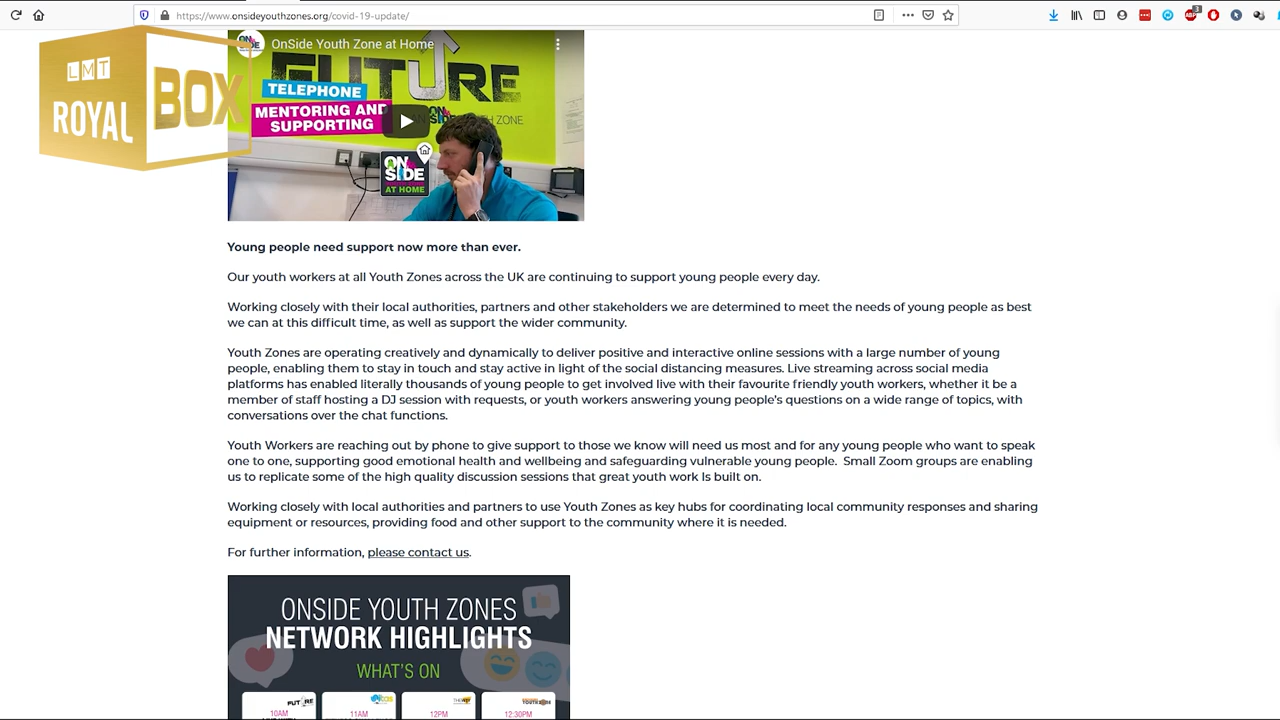 https://www.onsideyouthzones.org/covid-19-update/
LMT
ROYAL
BOX
OnSide Youth Zone at Home
FUTURE
TELEPHONE
MENTORING AND
SUPPORTING
YOUTH ZONE
ON
SIDE
AT HOME
Young people need support now more than ever.
Our youth workers at all Youth Zones across the UK are continuing to support young people every day.
Working closely with their local authorities, partners and other stakeholders we are determined to meet the needs of young people as best
we can at this difficult time, as well as support the wider community.
Youth Zones are operating creatively and dynamically to deliver positive and interactive online sessions with a large number of young
people, enabling them to stay in touch and stay active in light of the social distancing measures. Live streaming across social media
platforms has enabled literally thousands of young people to get involved live with their favourite friendly youth workers, whether it be a
member of staff hosting a DJ session with requests, or youth workers answering young people's questions on a wide range of topics, with
conversations over the chat functions.
Youth Workers are reaching out by phone to give support to those we know will need us most and for any young people who want to speak
one to one, supporting good emotional health and wellbeing and safeguarding vulnerable young people. Small Zoom groups are enabling
us to replicate some of the high quality discussion sessions that great youth work Is built on.
Working closely with local authorities and partners to use Youth Zones as key hubs for coordinating local community responses and sharing
equipment or resources, providing food and other support to the community where it is needed.
For further information, please contact us.
ONSIDE YOUTH ZONES
NETWORK HIGHLIGHTS
WHAT'S ON
FUTURE
10AM 11AM 12PM 12:30PM